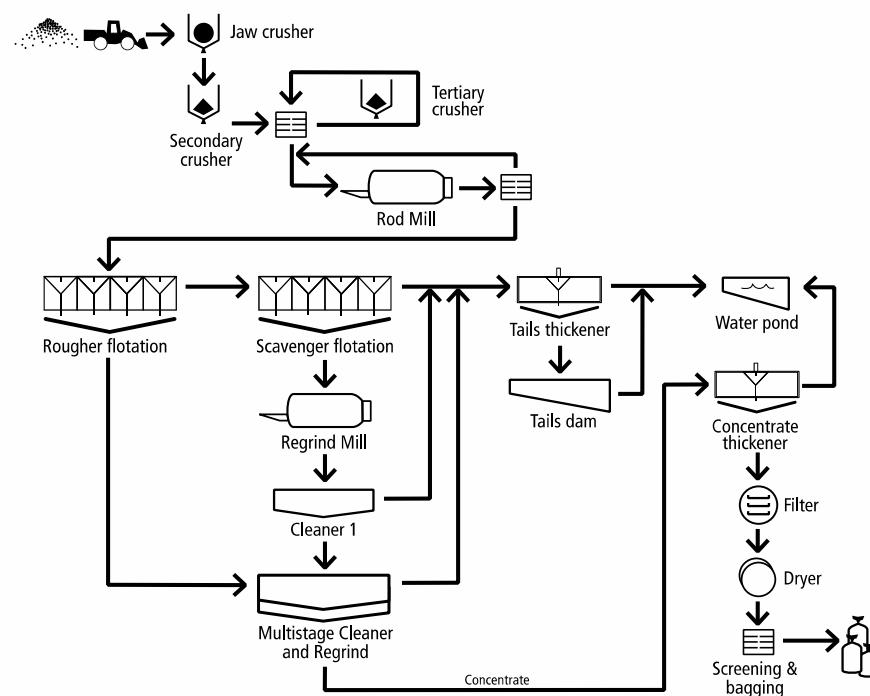 Jaw crusher
Tertiary
crusher
Secondary
crusher
Rod Mill
Rougher flotation
Scavenger flotation
Tails thickener
Water pond
Tails dam
Regrind Mill
Concentrate
thickener
Cleaner 1
Filter
Dryer
Multistage Cleaner
and Regrind
Concentrate
Screening &
bagging